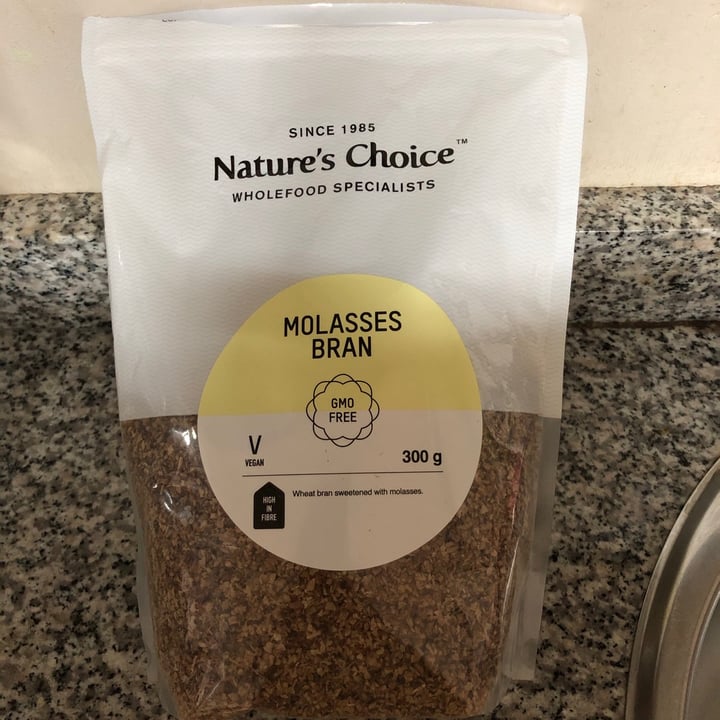 SINCE 1985
Nature's Choice™
WHOLEFOOD SPECIALISTS
MOLASSES
BRAN
GMO
FREE
V
VEGAN
300 g
HIGH
IN
FIBRE
Wheat bran sweetened with molasses.